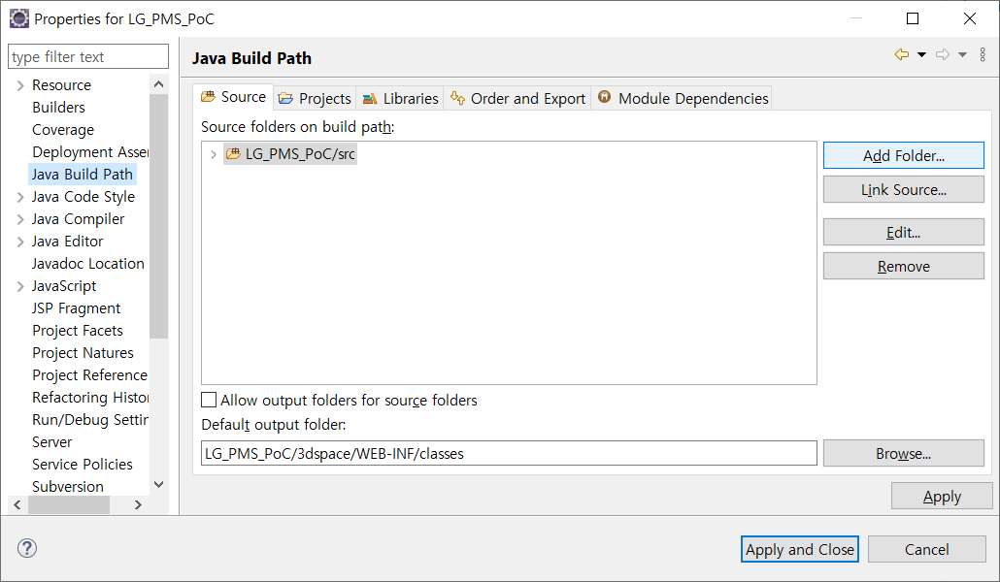 Properties for LG_PMS_PoC
type filter text
Java Build Path
Resource
Builders
Coverage
Deployment Asser
Java Build Path
Java Code Style
Java Compiler
Java Editor
Javadoc Location
JavaScript
JSP Fragment
Project Facets
Project Natures
Project Reference
Refactoring Histor
Run/Debug Settin
Server
Service Policies
Subversion
Source
Projects
Libraries
Order and Export
Module Dependencies
Source folders on build path:
LG_PMS_PoC/src
Add Folder...
Link Source...
Edit...
Remove
Allow output folders for source folders
Default output folder:
LG_PMS_PoC/3dspace/WEB-INF/classes
Browse...
Apply
Apply and Close
Cancel